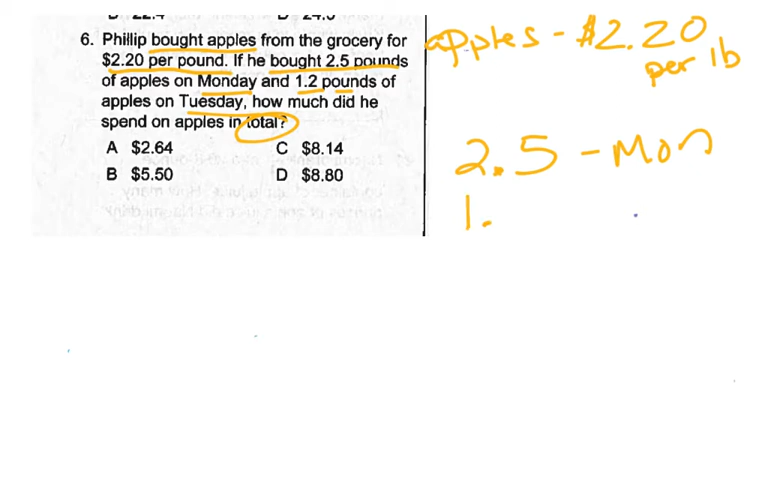 6. Phillip bought apples from the grocery for
$2.20 per pound. If he bought 2.5 pounds
of apples on Monday and 1.2 pounds of
apples on Tuesday, how much did he
spend on apples in total?
A $2.64
C $8.14
B $5.50
D $8.80
apples - $2.20
per lb
2.5 - Mon
1.